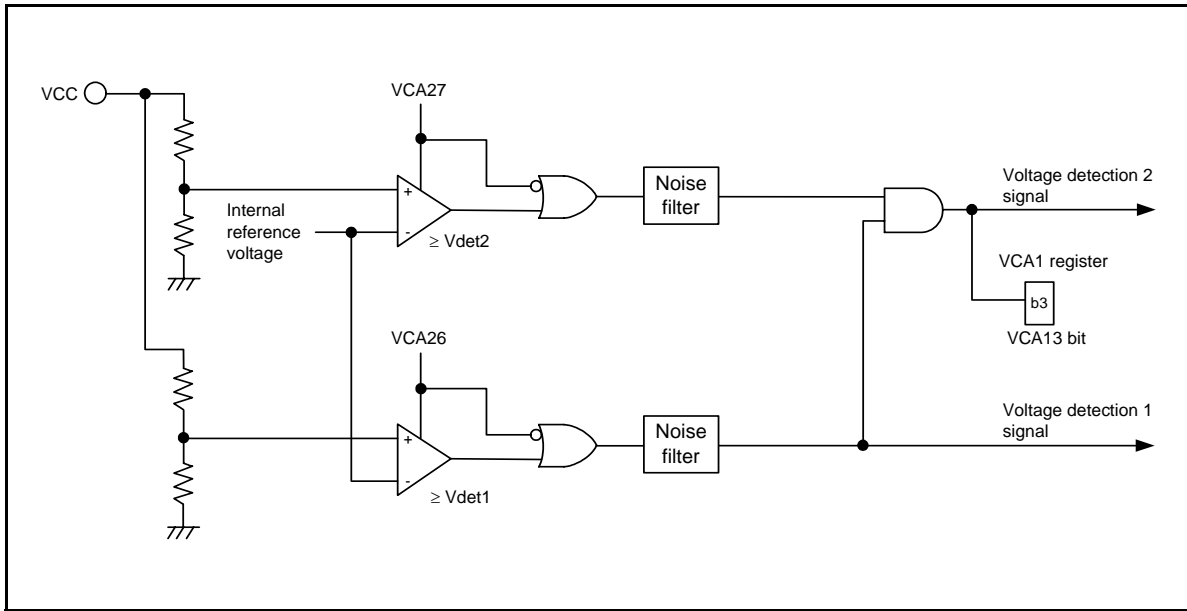 VCC
VCA27
+
-
≥ Vdet2
Internal
reference
voltage
Noise
filter
Voltage detection 2
signal
VCA1 register
b3
VCA13 bit
VCA26
+
-
≥ Vdet1
Noise
filter
Voltage detection 1
signal